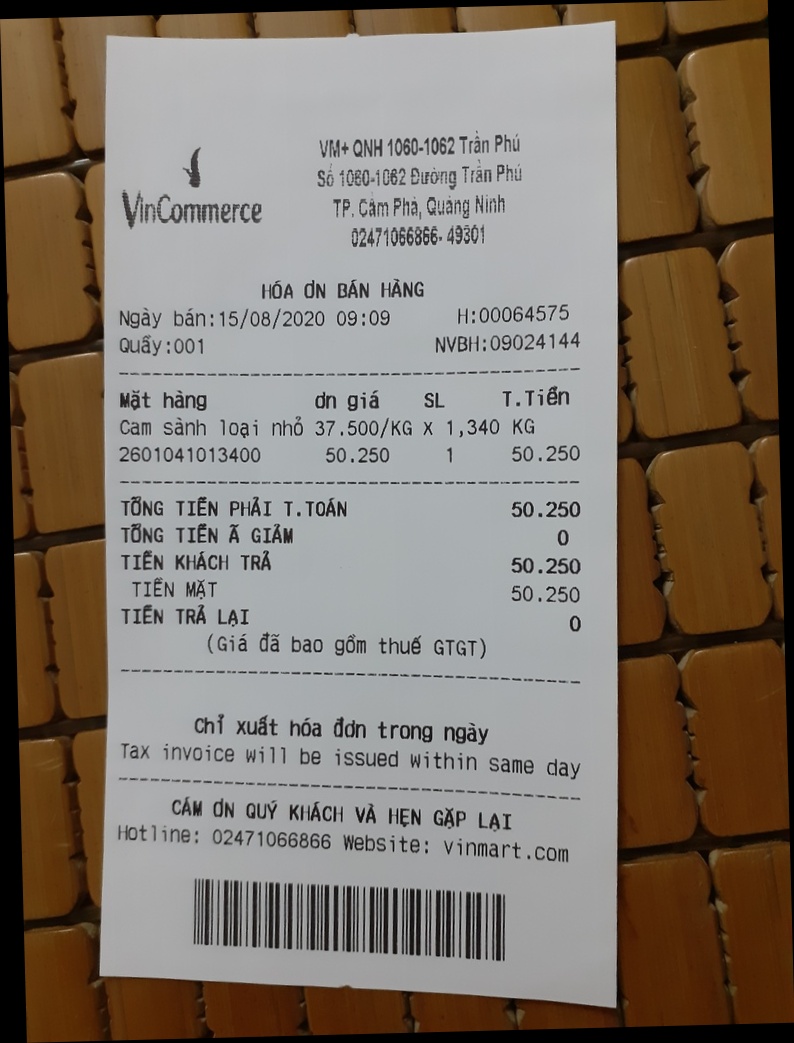 VinCommerce
VM+ QNH 1060-1062 Trần Phú
Số 1060-1062 Đường Trần Phú
TP. Cẩm Phả, Quảng Ninh
02471066866- 49301
HÓA ƠN BÁN HÀNG
Ngày bán:15/08/2020 09:09 H:00064575
Quầy:001 NVBH:09024144
Mặt hàng ơn giá SL T.Tiền
Cam sành loại nhỏ 37.500/KG X 1,340 KG
2601041013400 50.250 1 50.250
TỔNG TIỀN PHẢI T.TOÁN 50.250
TỔNG TIỀN Ã GIẢM 0
TIỀN KHÁCH TRẢ 50.250
TIỀN MẶT 50.250
TIỀN TRẢ LẠI 0
(Giá đã bao gồm thuế GTGT)
Chỉ xuất hóa đơn trong ngày
Tax invoice will be issued within same day
CÁM ƠN QUÝ KHÁCH VÀ HẸN GẶP LẠI
Hotline: 02471066866 Website: vinmart.com